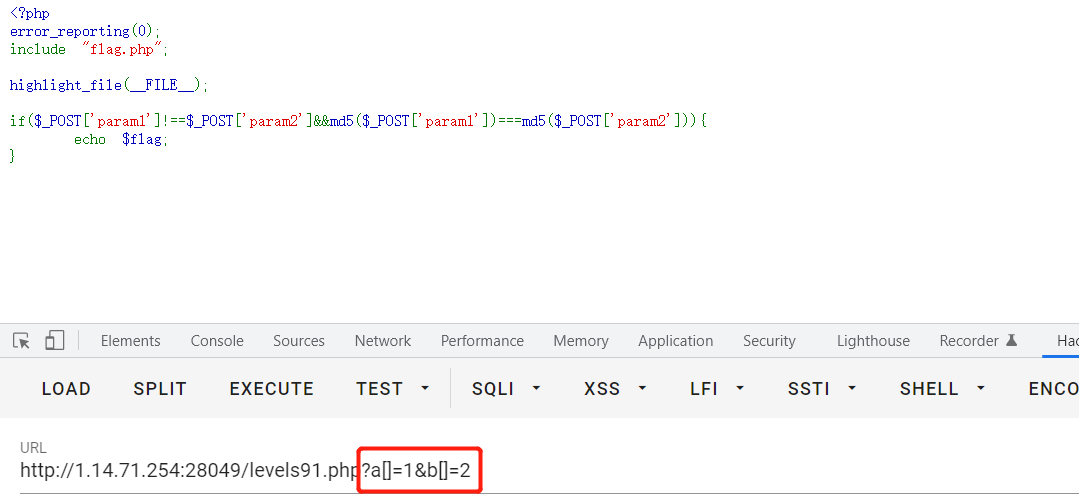 <?php
error_reporting(0);
include "flag.php";
highlight_file(__FILE__);
if($_POST['param1']!==$_POST['param2']&&md5($_POST['param1'])===md5($_POST['param2'])){
echo $flag;
}
Elements Console Sources Network Performance Memory Application Security Lighthouse Recorder Hac
LOAD SPLIT EXECUTE TEST SQLI XSS LFI SSTI SHELL ENCO
URL
http://1.14.71.254:28049/levels91.php?a[]=1&b[]=2